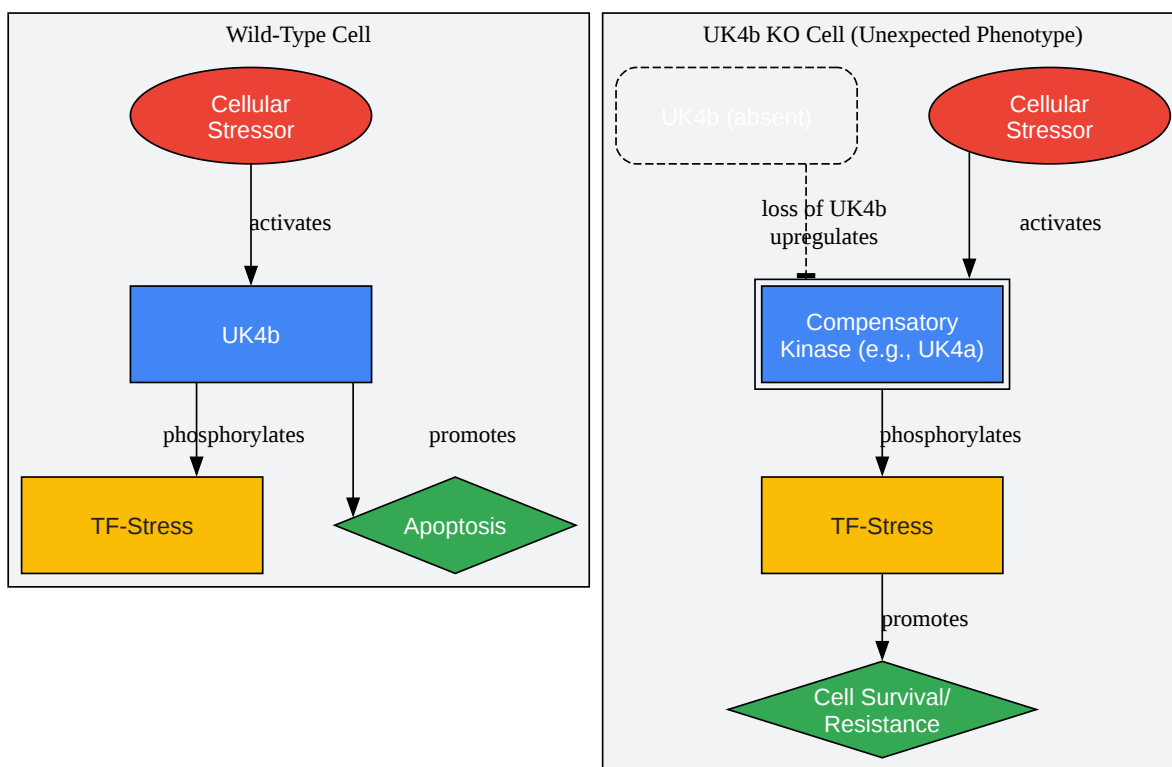 Wild-Type Cell
Cellular
Stressor
activates
UK4b
phosphorylates
promotes
TF-Stress
Apoptosis
UK4b KO Cell (Unexpected Phenotype)
UK4b (absent)
Cellular
Stressor
loss of UK4b
upregulates
activates
Compensatory
Kinase (e.g., UK4a)
phosphorylates
TF-Stress
promotes
Cell Survival/
Resistance